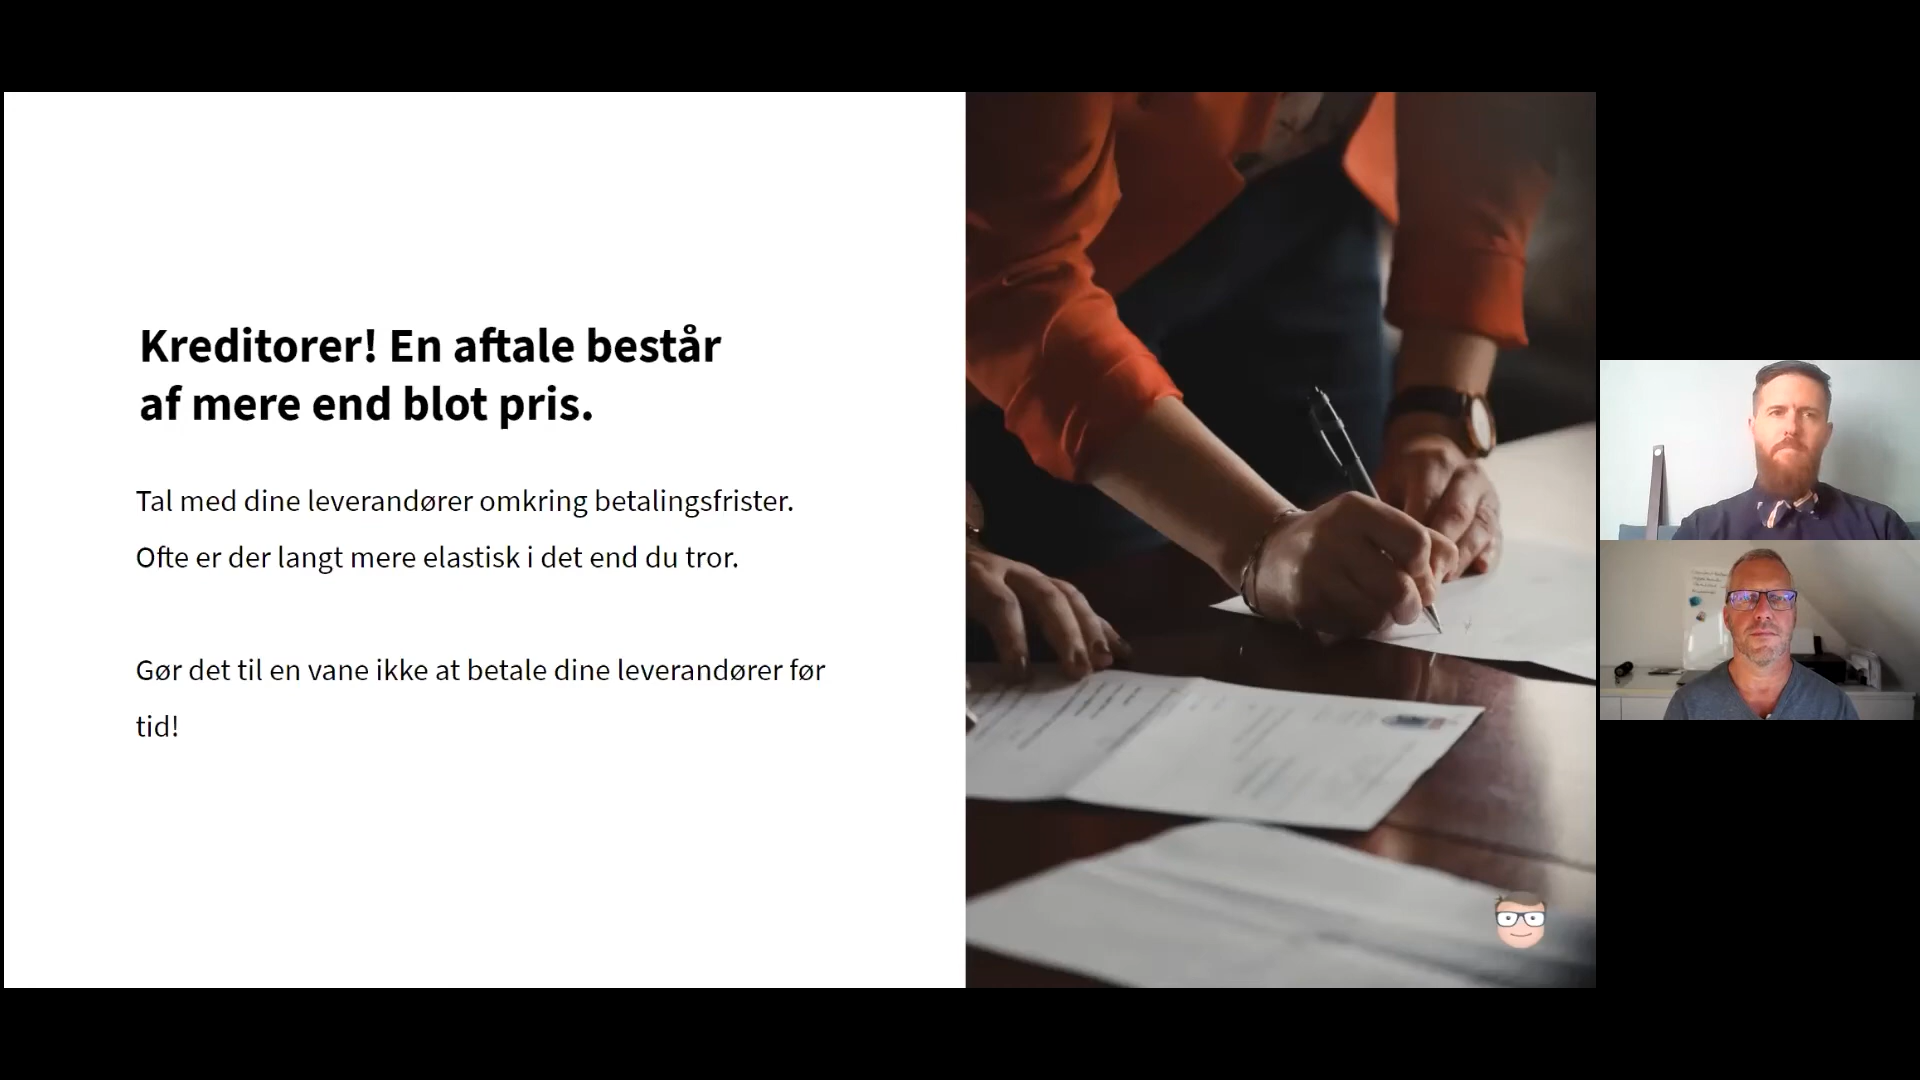 Kreditorer! En aftale består
af mere end blot pris.
Tal med dine leverandører omkring betalingsfrister.
Ofte er der langt mere elastisk i det end du tror.
Gør det til en vane ikke at betale dine leverandører før
tid!